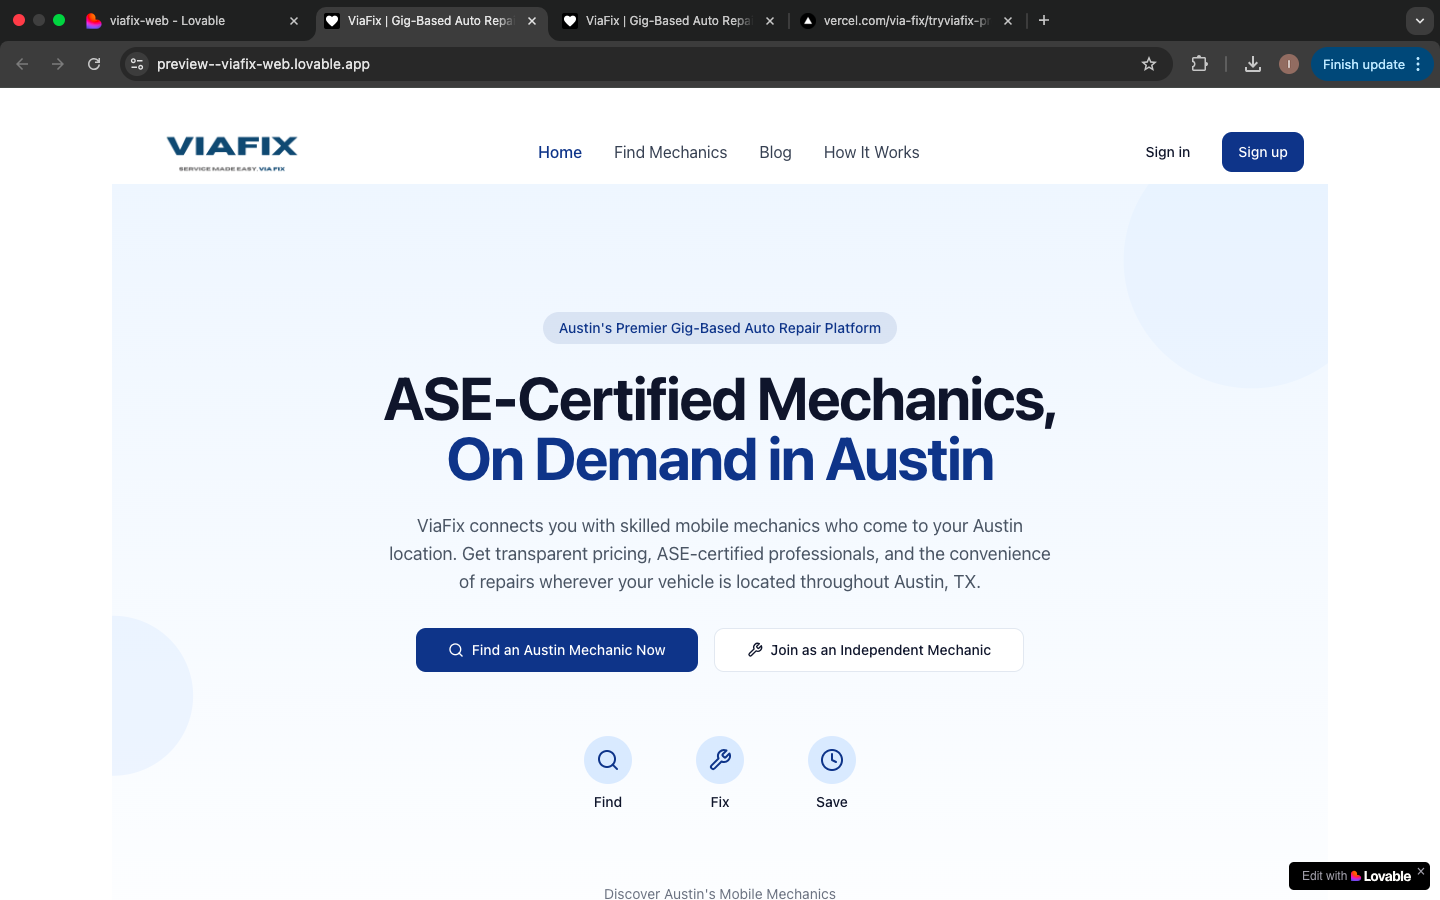 viafix-web - Lovable
ViaFix | Gig-Based Auto Repa
ViaFix | Gig-Based Auto Repai
vercel.com/via-fix/tryviafix-pr
preview--viafix-web.lovable.app
I
Finish update
VIAFIX
SERVICE MADE EASY. VIA FIX
Home
Find Mechanics
Blog
How It Works
Sign in
Sign up
Austin's Premier Gig-Based Auto Repair Platform
ASE-Certified Mechanics,
On Demand in Austin
ViaFix connects you with skilled mobile mechanics who come to your Austin
location. Get transparent pricing, ASE-certified professionals, and the convenience
of repairs wherever your vehicle is located throughout Austin, TX.
Find an Austin Mechanic Now
Join as an Independent Mechanic
Find
Fix
Save
Discover Austin's Mobile Mechanics
Edit with Lovable